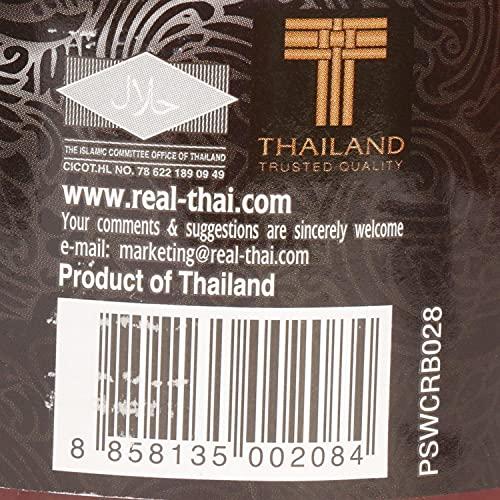 حلال
THAILAND
TRUSTED QUALITY
THE ISLAMIC COMMITTEE OFFICE OF THAILAND
CICOT.HL NO. 78 622 189 09 49
www.real-thai.com
Your comments & suggestions are sincerely welcome
e-mail: marketing@real-thai.com
Product of Thailand
8 858135 002084
PSWCRB028